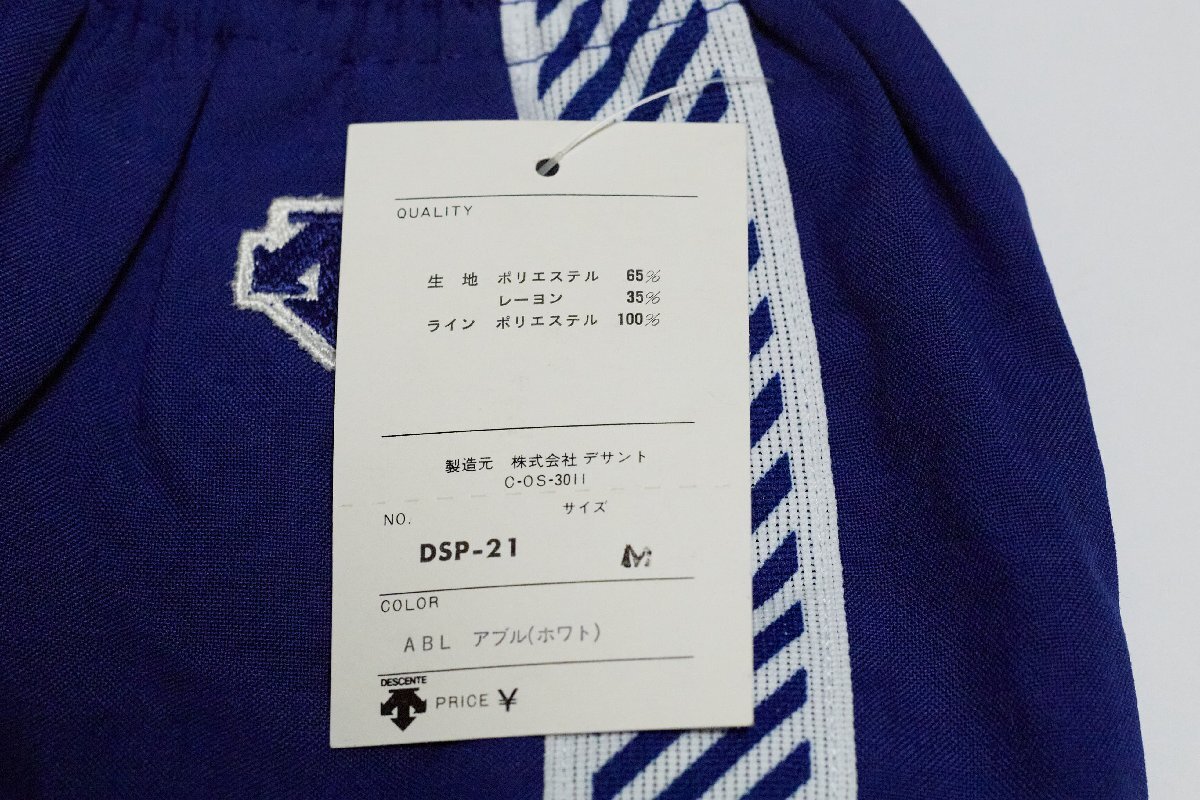 QUALITY
生地 ポリエステル 65%
レーヨン 35%
ライン ポリエステル 100%
製造元 株式会社 デサント
C-OS-3011
NO. サイズ
DSP-21 M
COLOR
ABL アブル(ホワト)
DESCENTE
PRICE ¥